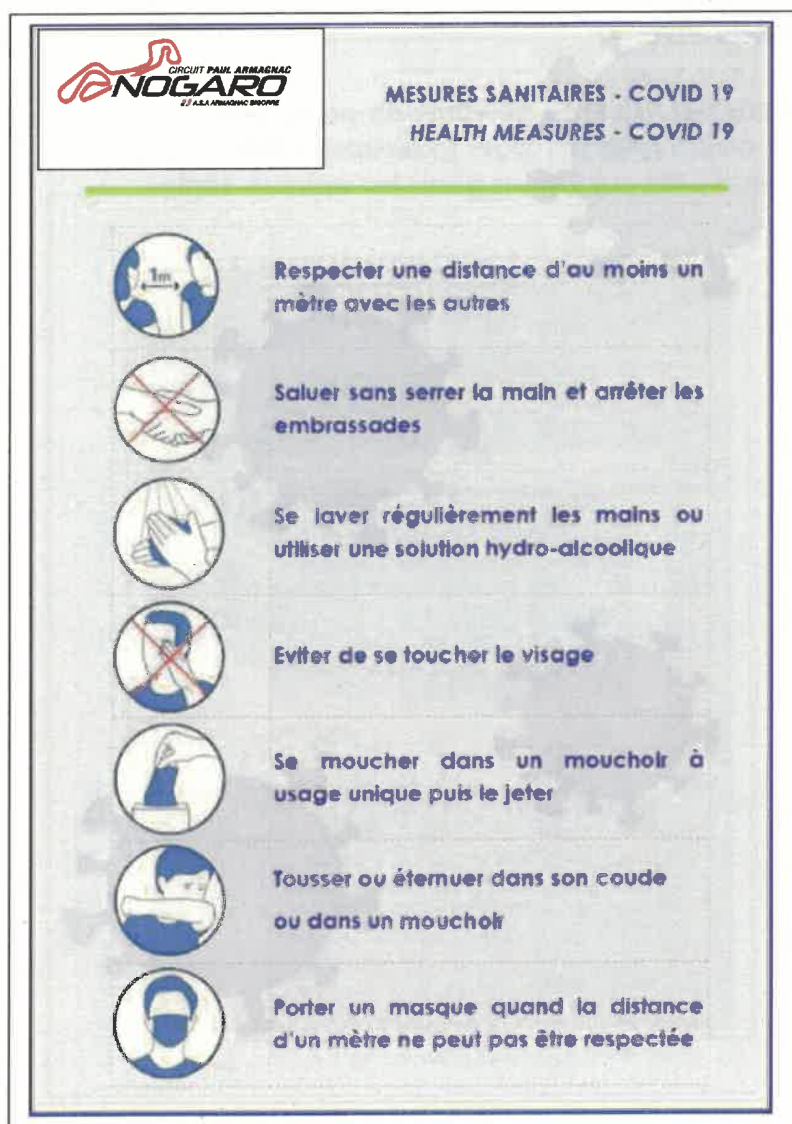 CIRCUIT PAUL ARMAGNAC
NOGARO
A.S.A ARMAGNAC BIGORRE
MESURES SANITAIRES - COVID 19
HEALTH MEASURES - COVID 19
1m
Respecter une distance d'au moins un
mètre avec les autres
Saluer sans serrer la main et arrêter les
embrassades
Se laver régulièrement les mains ou
utiliser une solution hydro-alcoolique
Eviter de se toucher le visage
Se moucher dans un mouchoir à
usage unique puis le jeter
Tousser ou éternuer dans son coude
ou dans un mouchoir
Porter un masque quand la distance
d'un mètre ne peut pas être respectée